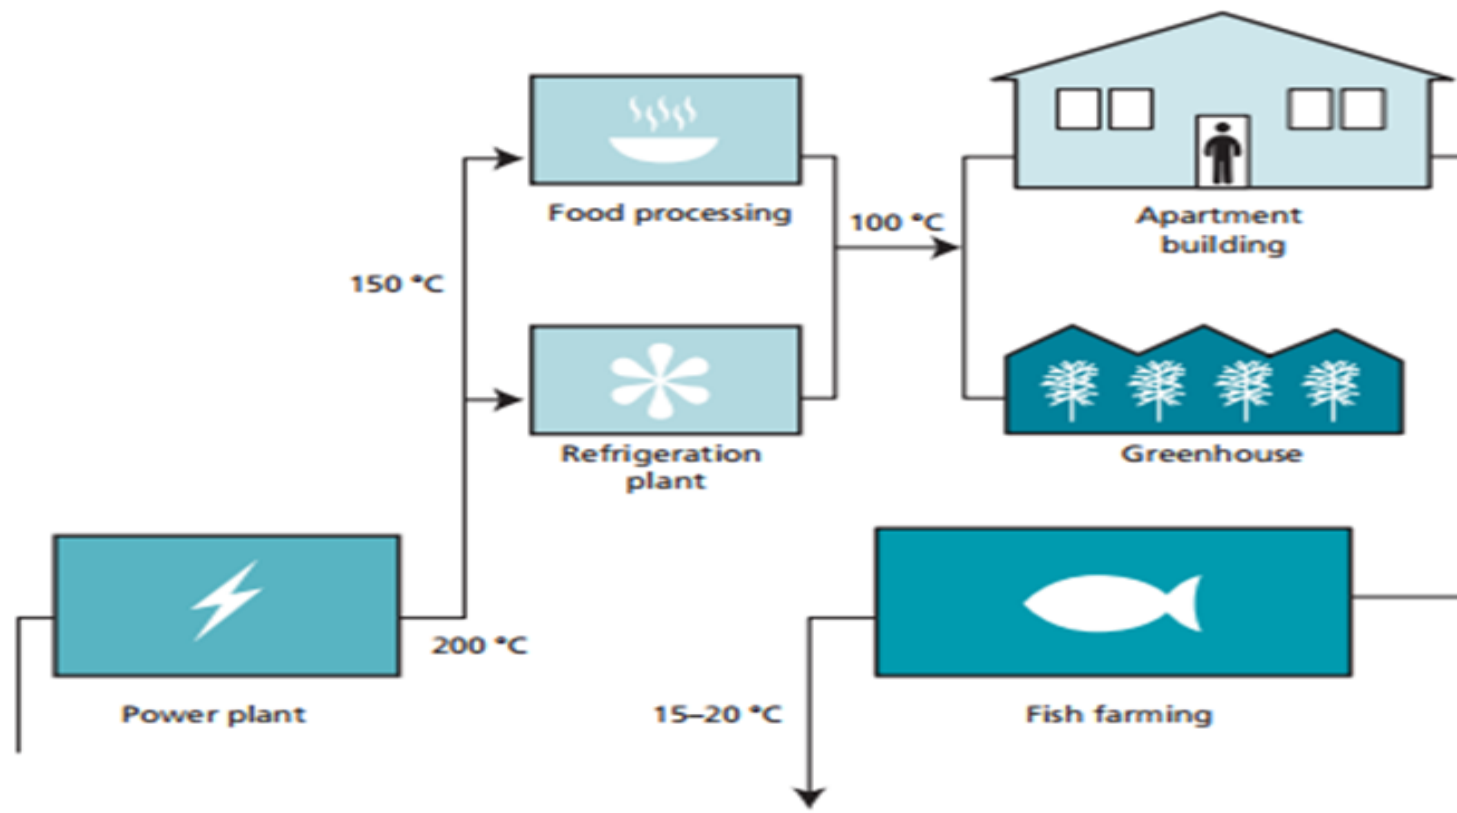 Food processing
100 °C
Apartment
building
150 °C
Refrigeration
plant
Greenhouse
200 °C
Power plant
15–20 °C
Fish farming